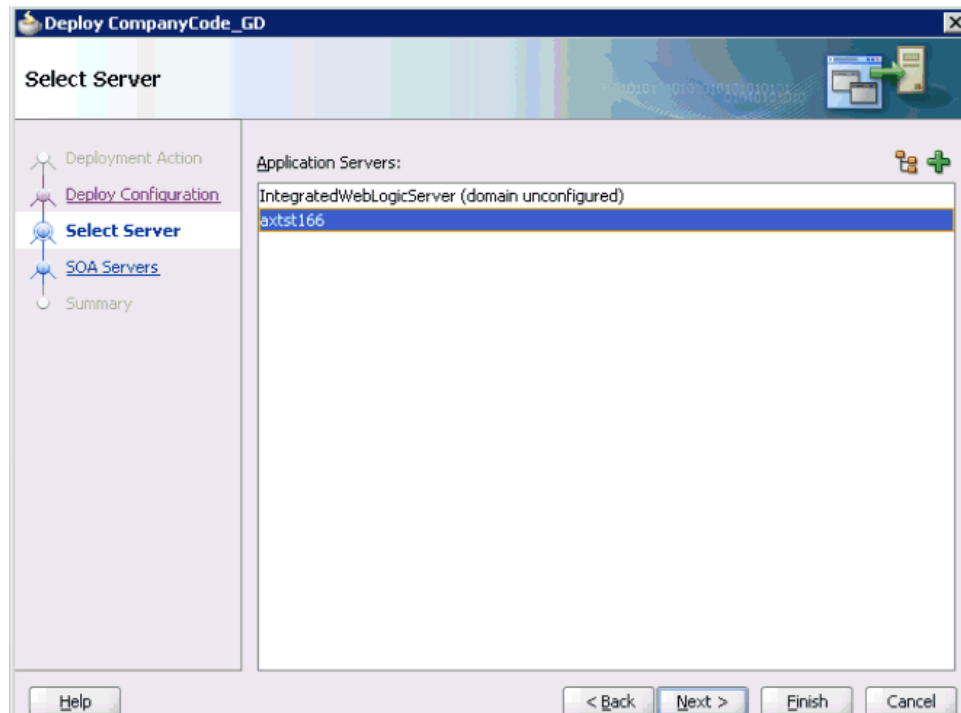 Deploy CompanyCode_GD
Select Server
Deployment Action
Deploy Configuration
Select Server
SOA Servers
Summary
Application Servers:
IntegratedWebLogicServer (domain unconfigured)
axtst166
Help
< Back
Next >
Finish
Cancel